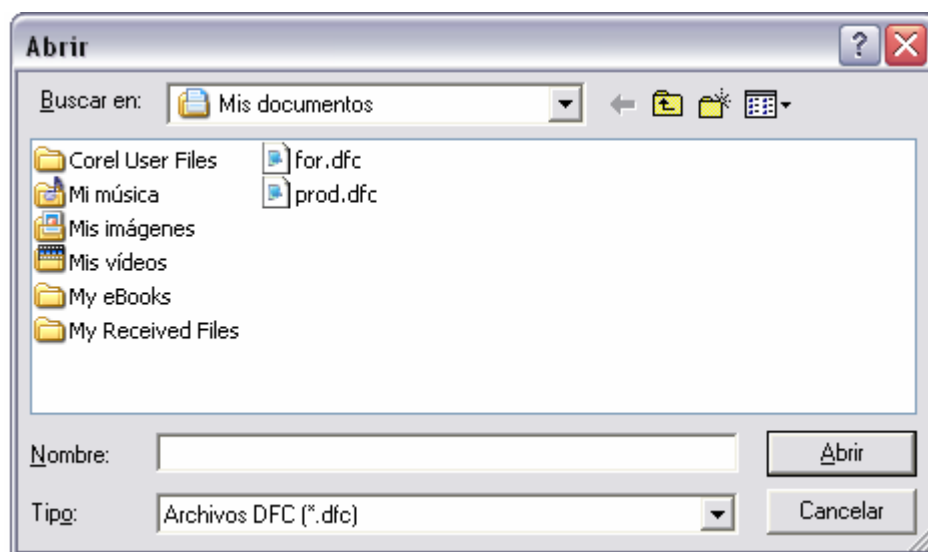 Abrir
Buscar en: Mis documentos
Corel User Files for.dfc
Mi música prod.dfc
Mis imágenes
Mis vídeos
My eBooks
My Received Files
Nombre: Abrir
Tipo: Archivos DFC (*.dfc) Cancelar